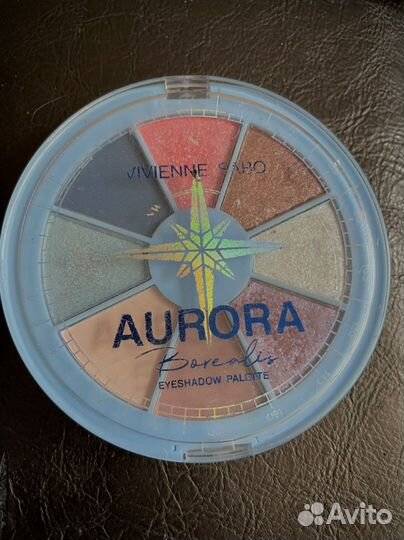 VIVIENNE SABO
AURORA
Borealis
EYESHADOW PALETTE
Avito